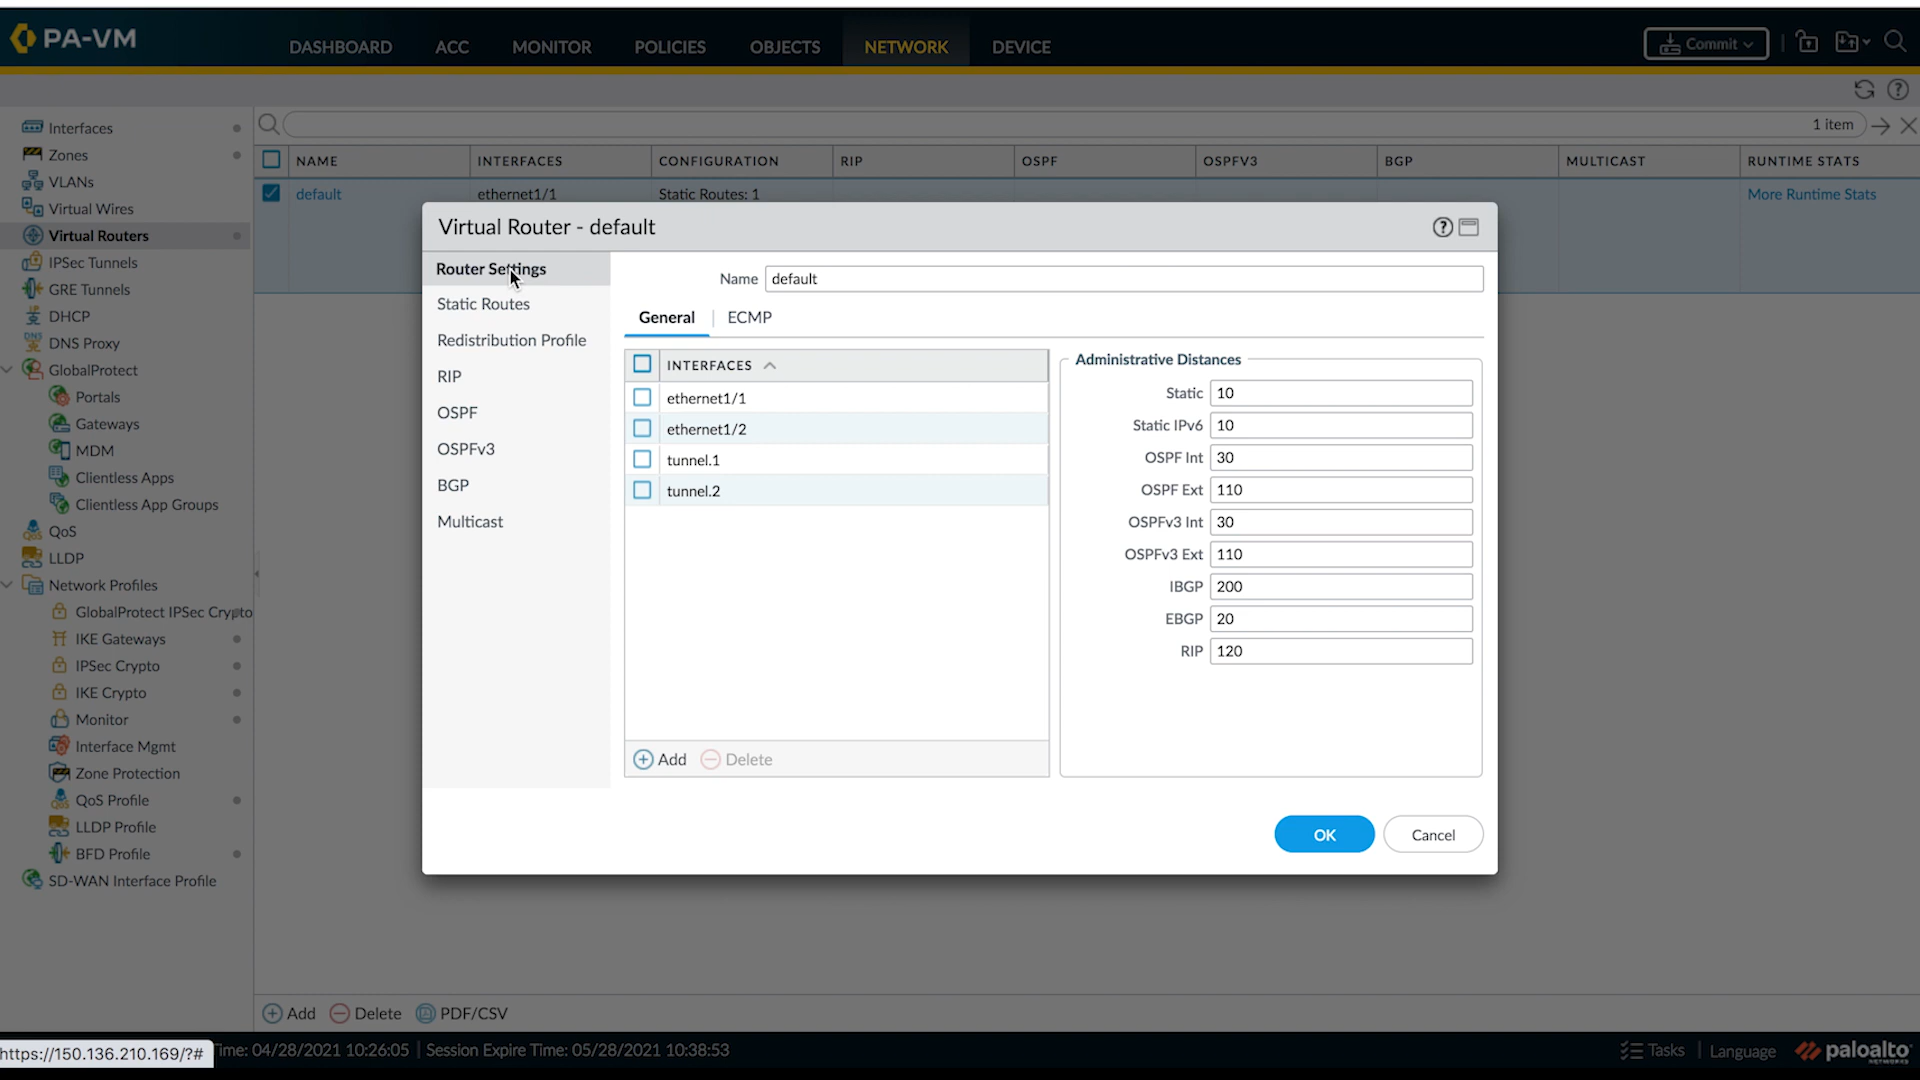 PA-VM
DASHBOARD ACC MONITOR POLICIES OBJECTS NETWORK DEVICE
Commit
Interfaces
Zones
VLANs
Virtual Wires
Virtual Routers
IPSec Tunnels
GRE Tunnels
DHCP
DNS Proxy
GlobalProtect
Portals
Gateways
MDM
Clientless Apps
Clientless App Groups
QoS
LLDP
Network Profiles
GlobalProtect IPSec Crypto
IKE Gateways
IPSec Crypto
IKE Crypto
Monitor
Interface Mgmt
Zone Protection
QoS Profile
LLDP Profile
BFD Profile
SD-WAN Interface Profile
1 item
NAME INTERFACES CONFIGURATION RIP OSPF OSPFV3 BGP MULTICAST RUNTIME STATS
default ethernet1/1 Static Routes: 1 More Runtime Stats
Virtual Router - default
Router Settings
Static Routes
Redistribution Profile
RIP
OSPF
OSPFv3
BGP
Multicast
Name default
General ECMP
INTERFACES
ethernet1/1
ethernet1/2
tunnel.1
tunnel.2
Add Delete
Administrative Distances
Static 10
Static IPv6 10
OSPF Int 30
OSPF Ext 110
OSPFv3 Int 30
OSPFv3 Ext 110
IBGP 200
EBGP 20
RIP 120
OK Cancel
Add Delete PDF/CSV
https://150.136.210.169/?# Time: 04/28/2021 10:26:05 Session Expire Time: 05/28/2021 10:38:53
Tasks Language paloalto NETWORKS